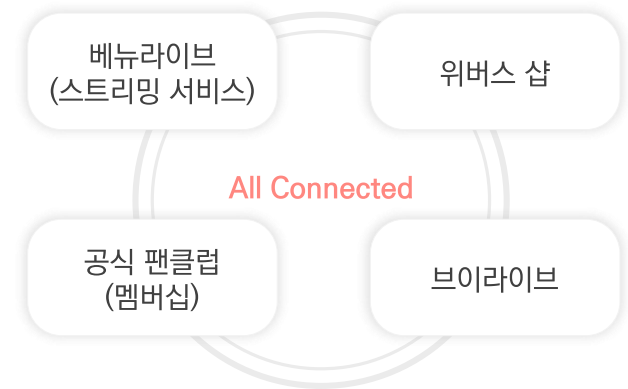 베뉴라이브
(스트리밍 서비스)
위버스 샵
All Connected
공식 팬클럽
(멤버십)
브이라이브